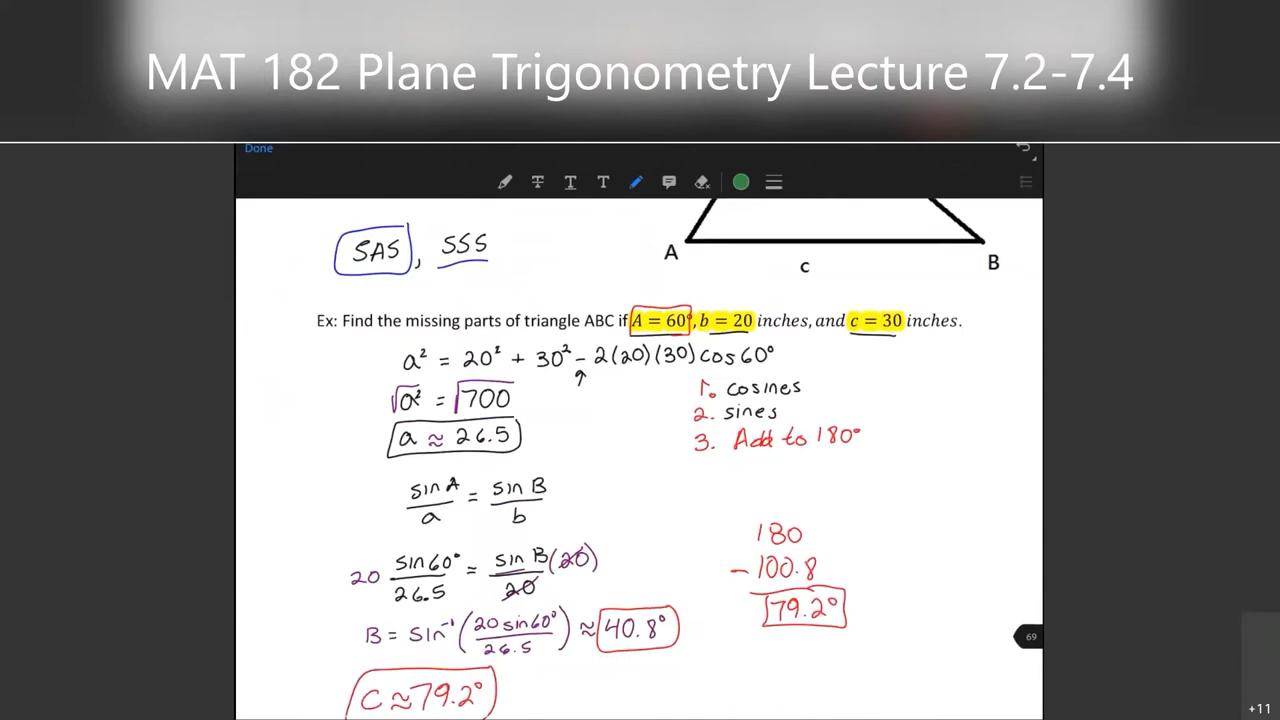 MAT 182 Plane Trigonometry Lecture 7.2-7.4
Done
SAS , SSS
A
B
c
Ex: Find the missing parts of triangle ABC if A = 60°, b = 20 inches, and c = 30 inches.
a² = 20² + 30² - 2(20)(30) cos 60°
↑
√a² = √700
a ≈ 26.5
1. cosines
2. sines
3. Add to 180°
sin A / a = sin B / b
20 sin 60° / 26.5 = sin B / 20 (20)
B = sin⁻¹ (20 sin 60° / 26.5) ≈ 40.8°
180
- 100.8
79.2°
C ≈ 79.2°
69
+11